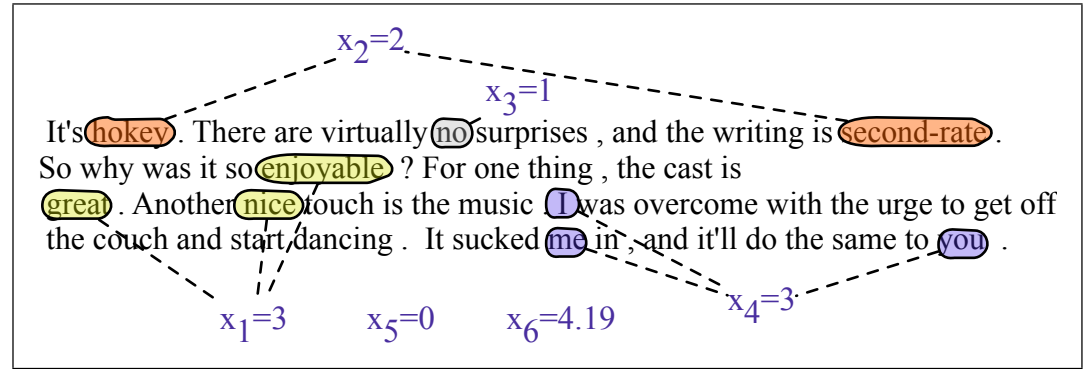 x2=2
x3=1
It's hokey . There are virtually no surprises , and the writing is second-rate .
So why was it so enjoyable ? For one thing , the cast is
great . Another nice touch is the music . I was overcome with the urge to get off
the couch and start dancing . It sucked me in , and it'll do the same to you .
x1=3 x5=0 x6=4.19 x4=3